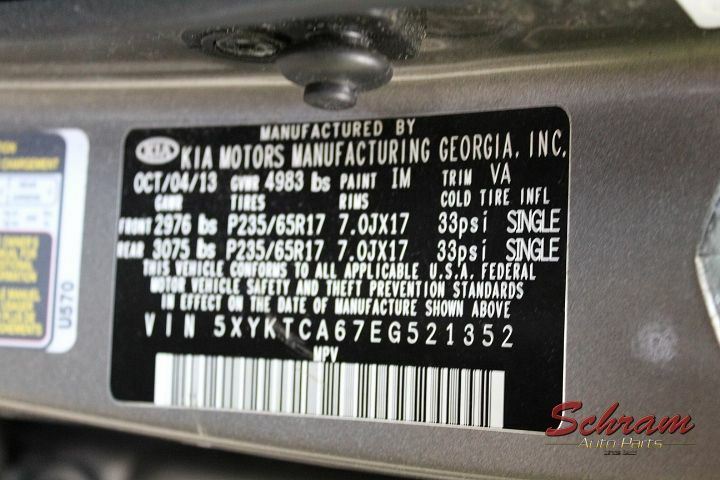 MANUFACTURED BY
KIA KIA MOTORS MANUFACTURING GEORGIA, INC.
OCT/04/13 GVWR 4983 lbs PAINT IM TRIM VA
GAWR TIRES RIMS COLD TIRE INFL
FRONT 2976 lbs P235/65R17 7.0JX17 33psi SINGLE
REAR 3075 lbs P235/65R17 7.0JX17 33psi SINGLE
THIS VEHICLE CONFORMS TO ALL APPLICABLE U.S.A. FEDERAL
MOTOR VEHICLE SAFETY AND THEFT PREVENTION STANDARDS
IN EFFECT ON THE DATE OF MANUFACTURE SHOWN ABOVE
VIN 5XYKTCA67EG521352
MPV
U570
Schram
Auto Parts